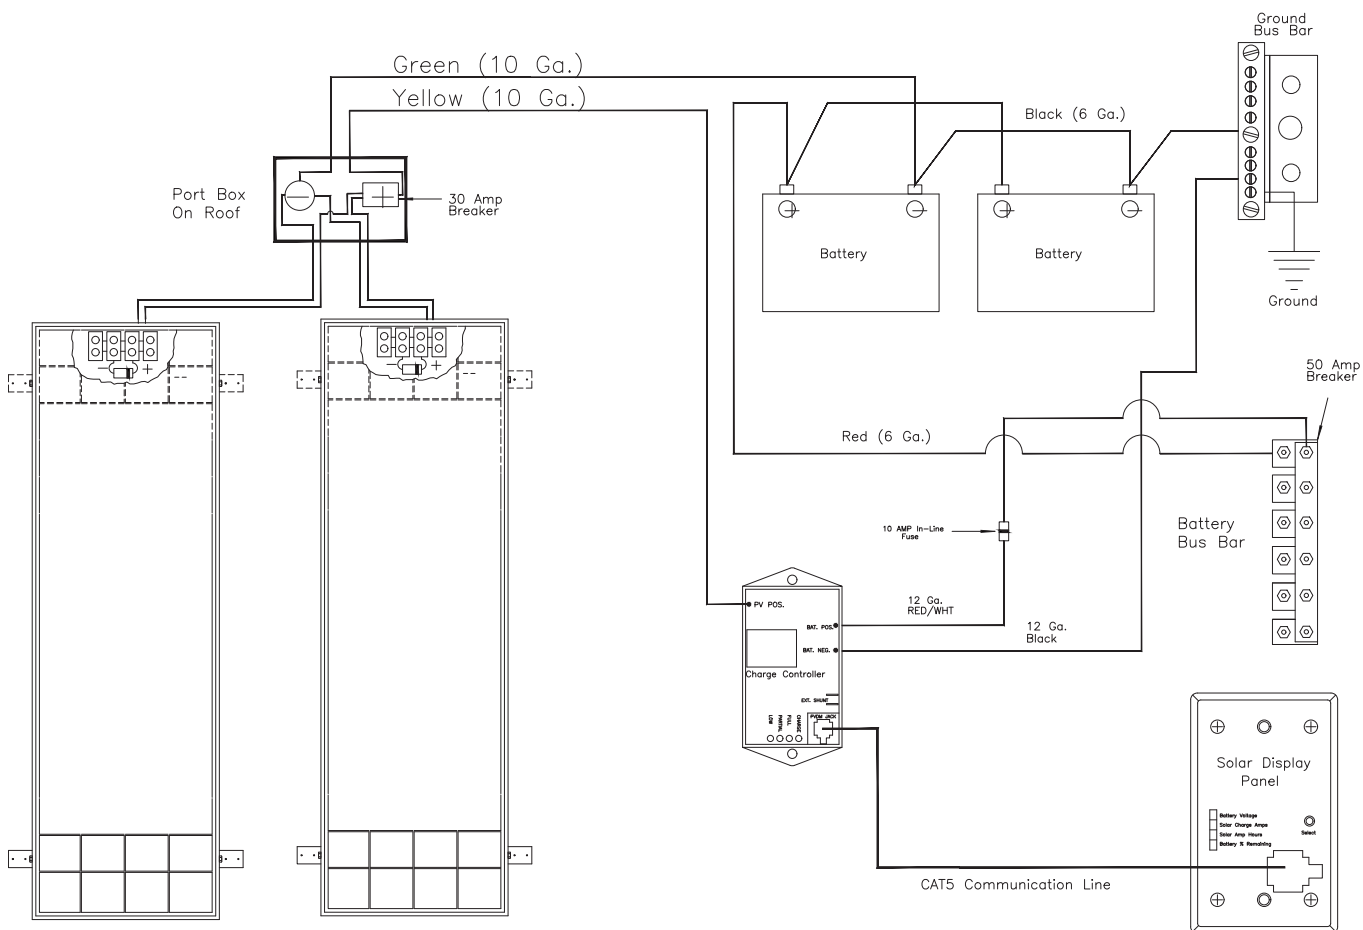 Ground
Bus Bar
Green (10 Ga.)
Yellow (10 Ga.)
Black (6 Ga.)
Port Box
On Roof
30 Amp
Breaker
Battery
Battery
Ground
50 Amp
Breaker
Red (6 Ga.)
10 AMP In-Line
Fuse
Battery
Bus Bar
PV POS.
12 Ga.
RED/WHT
BAT. POS.
12 Ga.
Black
BAT. NEG.
Charge Controller
EXT. SHUNT
LOW
PARTIAL
FULL
CHARGE
PVDM JACK
Solar Display
Panel
Battery Voltage
Solar Charge Amps
Solar Amp Hours
Battery % Remaining
Select
CAT5 Communication Line